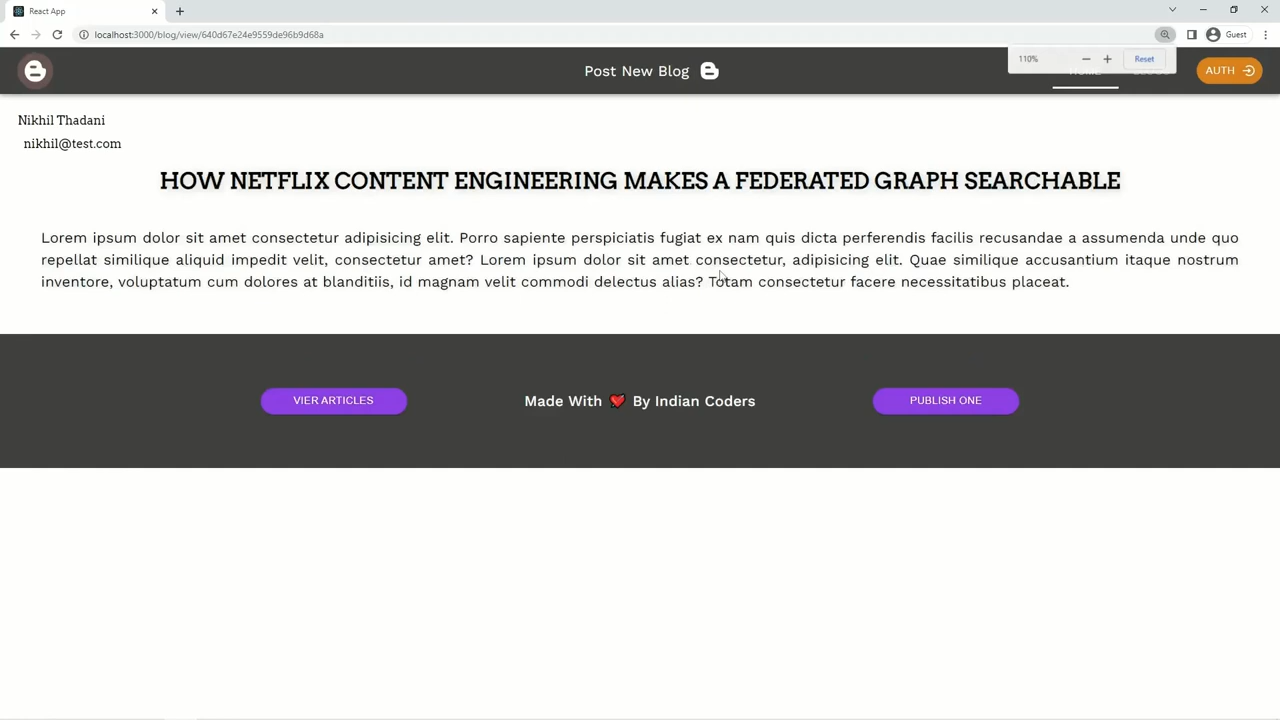 React App
localhost:3000/blog/view/640d67e24e9559de96b9d68a
Guest
110%
Reset
Post New Blog
HOME
AUTH
Nikhil Thadani
nikhil@test.com
HOW NETFLIX CONTENT ENGINEERING MAKES A FEDERATED GRAPH SEARCHABLE
Lorem ipsum dolor sit amet consectetur adipisicing elit. Porro sapiente perspiciatis fugiat ex nam quis dicta perferendis facilis recusandae a assumenda unde quo
repellat similique aliquid impedit velit, consectetur amet? Lorem ipsum dolor sit amet consectetur, adipisicing elit. Quae similique accusantium itaque nostrum
inventore, voluptatum cum dolores at blanditiis, id magnam velit commodi delectus alias? Totam consectetur facere necessitatibus placeat.
VIER ARTICLES
Made With ❤️ By Indian Coders
PUBLISH ONE